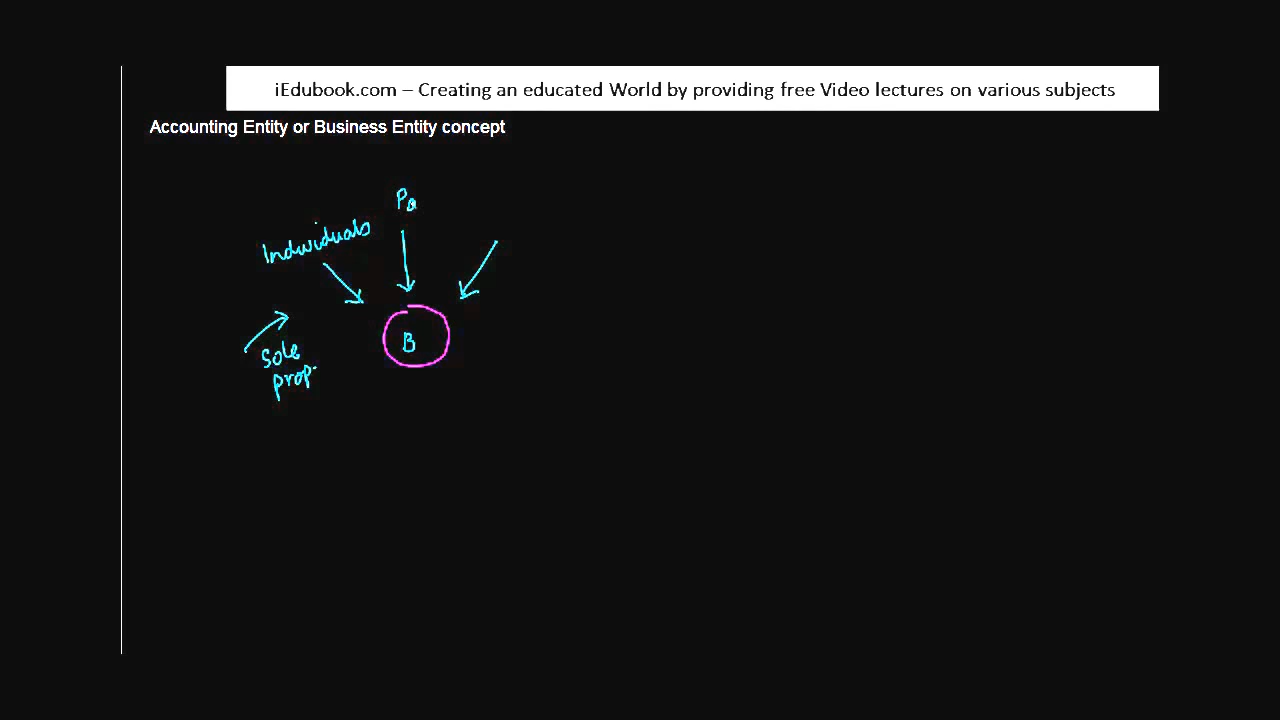 iEdubook.com – Creating an educated World by providing free Video lectures on various subjects
Accounting Entity or Business Entity concept
Pa
Individuals
B
Sole
prop.